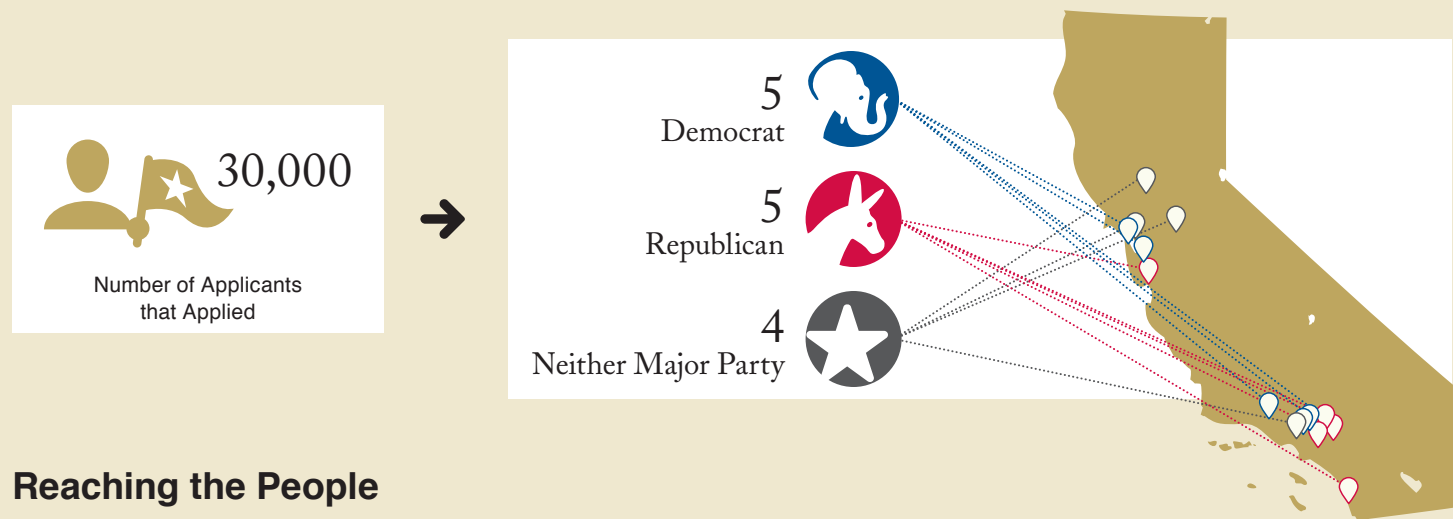 30,000
Number of Applicants
that Applied
5
Democrat
5
Republican
4
Neither Major Party
Reaching the People